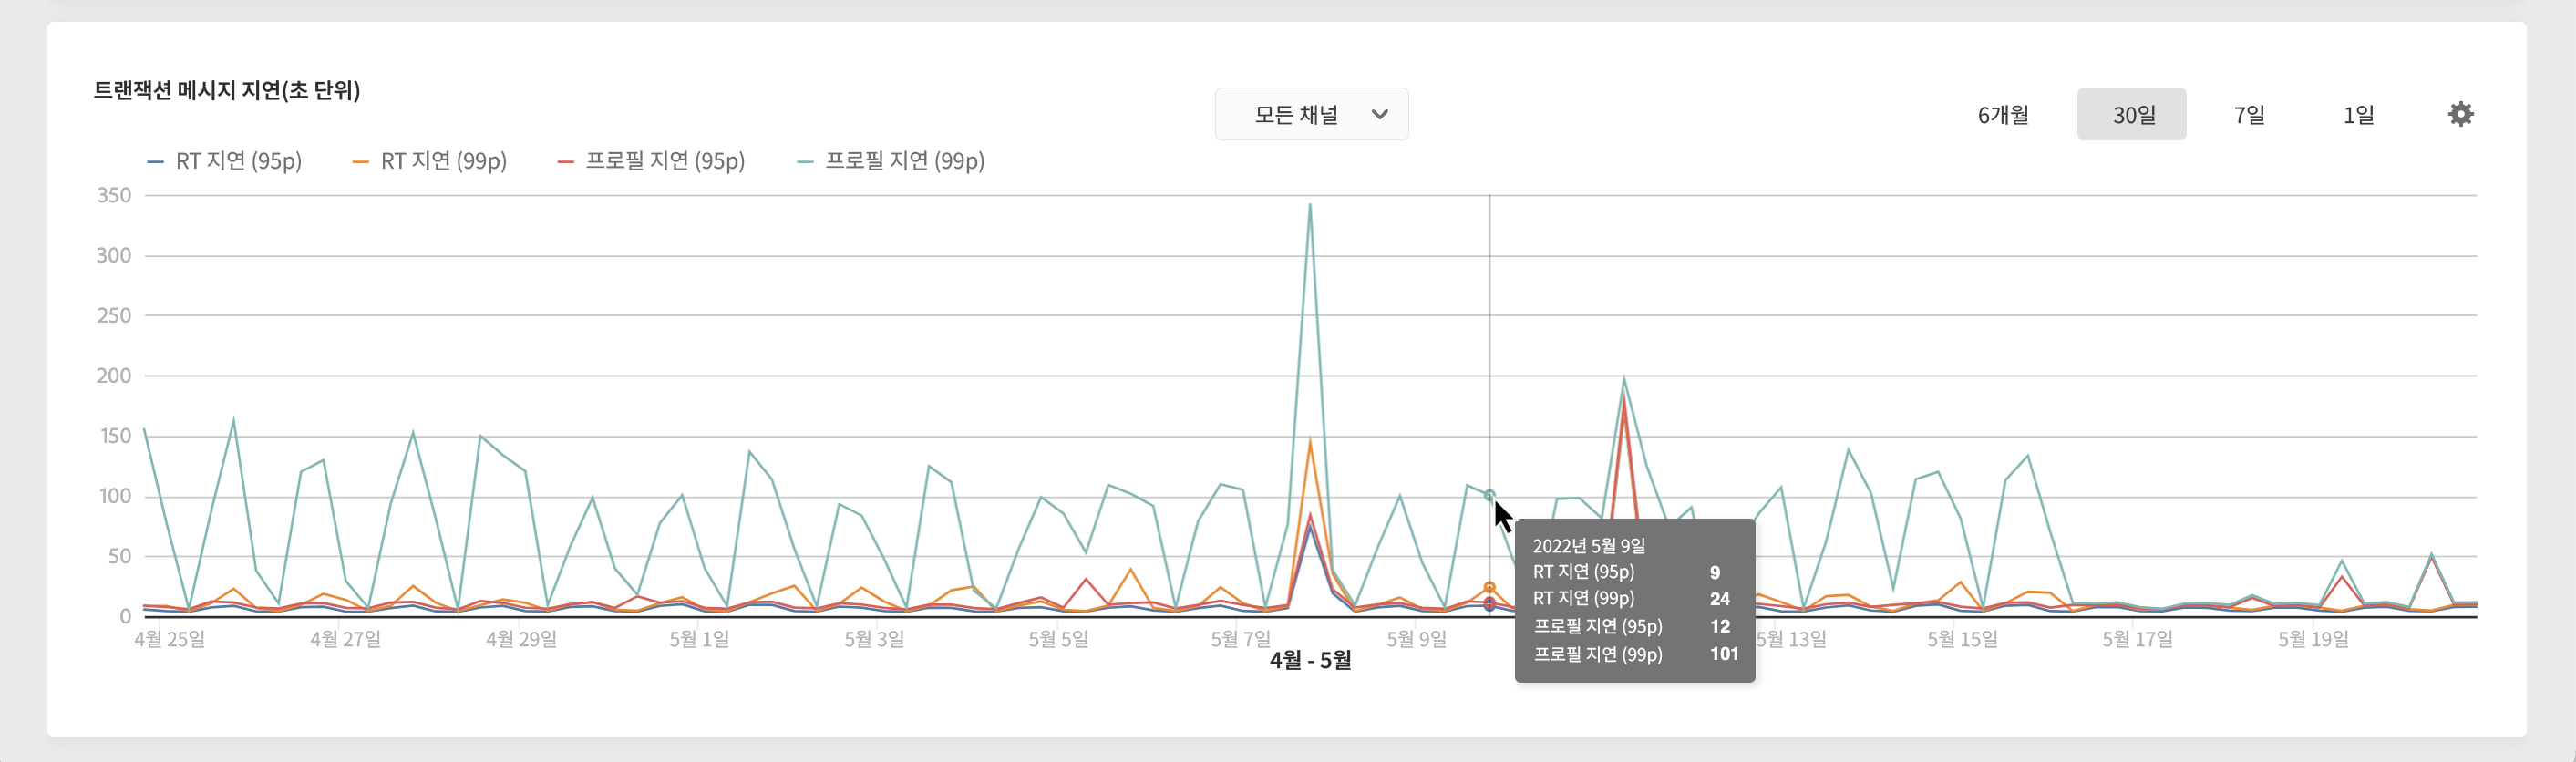 트랜잭션 메시지 지연(초 단위)
모든 채널
6개월 30일 7일 1일
RT 지연 (95p) RT 지연 (99p) 프로필 지연 (95p) 프로필 지연 (99p)
350
300
250
200
150
100
50
0
2022년 5월 9일
RT 지연 (95p) 9
RT 지연 (99p) 24
프로필 지연 (95p) 12
프로필 지연 (99p) 101
4월 25일 4월 27일 4월 29일 5월 1일 5월 3일 5월 5일 5월 7일 5월 9일 5월 13일 5월 15일 5월 17일 5월 19일
4월 - 5월